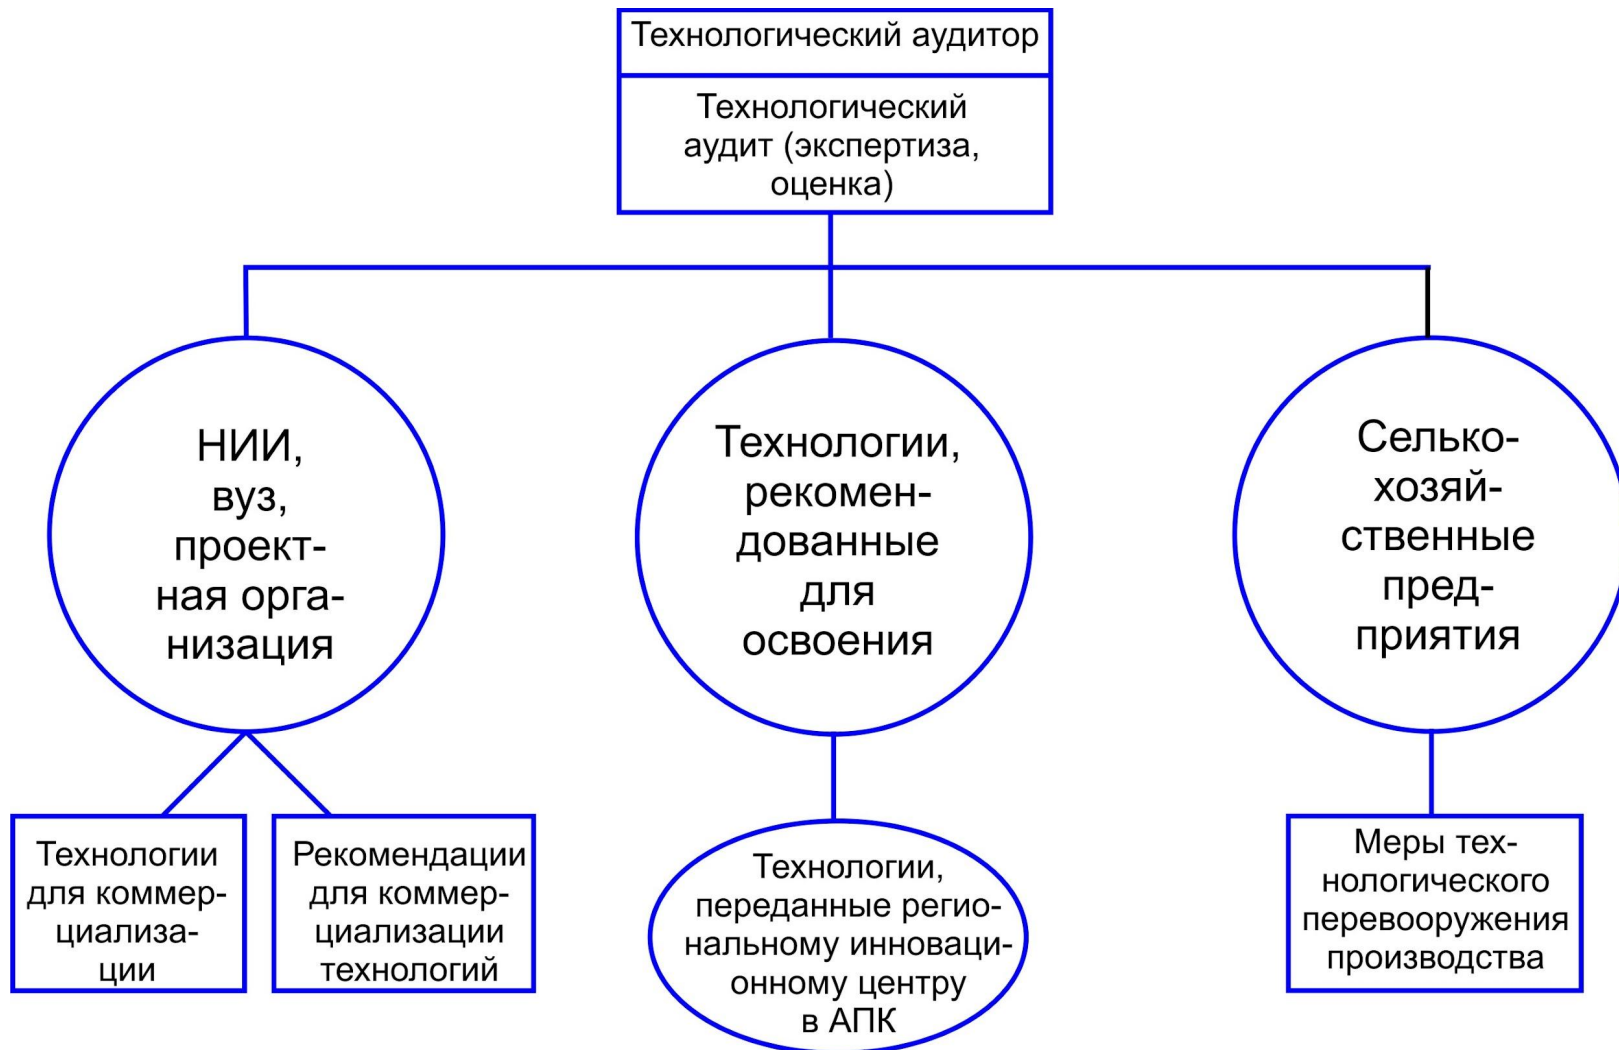 Технологический аудитор
Технологический
аудит (экспертиза,
оценка)
НИИ,
вуз,
проект-
ная орга-
низация
Технологии,
рекомен-
дованные
для
освоения
Селько-
хозяй-
ственные
пред-
приятия
Технологии
для коммер-
циализа-
ции
Рекомендации
для коммер-
циализации
технологий
Технологии,
переданные регио-
нальному инноваци-
онному центру
в АПК
Меры тех-
нологического
перевооружения
производства